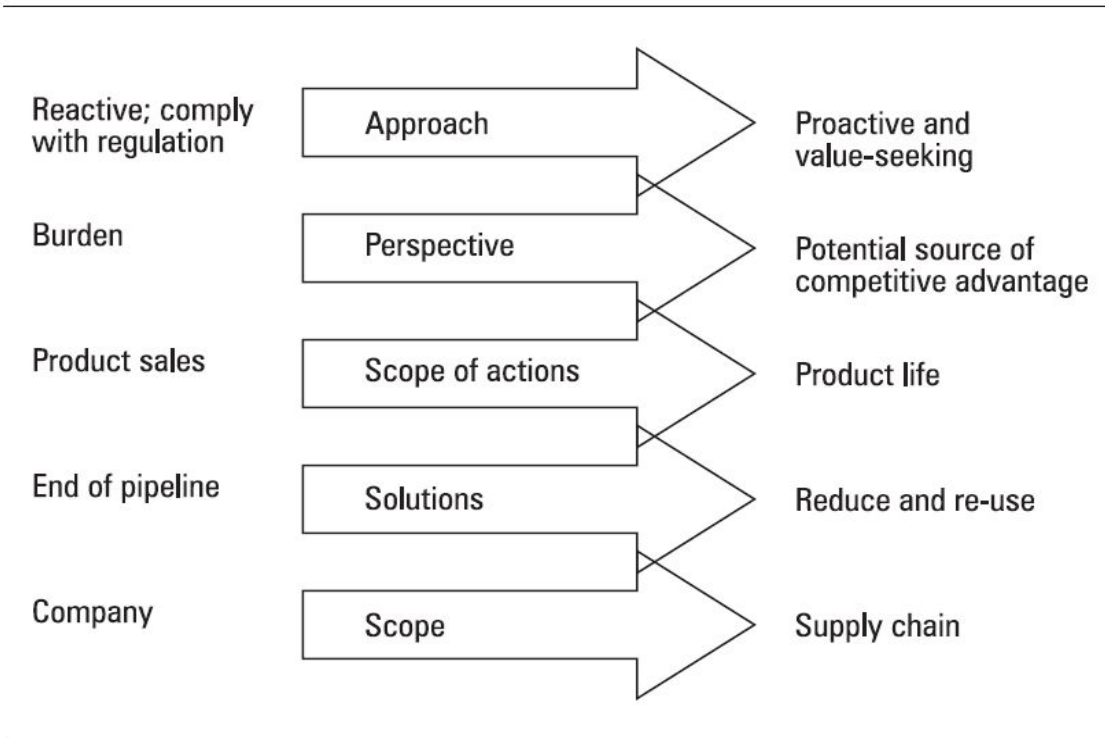 Reactive; comply
with regulation
Approach
Proactive and
value-seeking
Burden
Perspective
Potential source of
competitive advantage
Product sales
Scope of actions
Product life
End of pipeline
Solutions
Reduce and re-use
Company
Scope
Supply chain